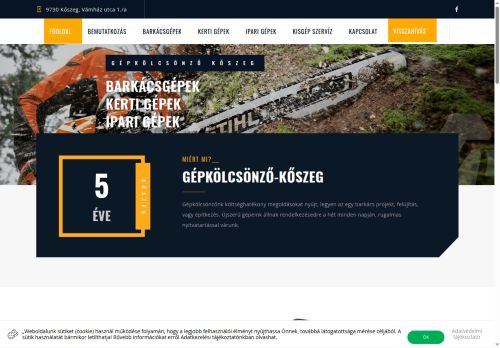 9730 Kőszeg, Vámház utca 1./a
FŐOLDAL BEMUTATKOZÁS BARKÁCSGÉPEK KERTI GÉPEK IPARI GÉPEK KISGÉP SZERVÍZ KAPCSOLAT VISSZAHÍVÁS
GÉPKÖLCSÖNZŐ KŐSZEG
BARKÁCSGÉPEK
KERTI GÉPEK
IPARI GÉPEK
STIHL
5
ÉVE
MIÉRT MI?__
GÉPKÖLCSÖNZŐ-KŐSZEG
Gépkölcsönzőnk költséghatékony megoldásokat nyújt, legyen az egy barkács projekt, felújítás,
vagy építkezés. Újszerű gépeink állnak rendelkezésedre a hét minden napján, rugalmas
nyitvatartással várunk.
„Weboldalunk sütiket (cookie) használ működése folyamán, hogy a legjobb felhasználói élményt nyújthassa Önnek, továbbá látogatottsága mérése céljából. A
sütik használatát bármikor letilthatja! Bővebb információkat erről Adatkezelési tájékoztatónkban olvashat.
OK
Adatvédelmi
tájékoztató